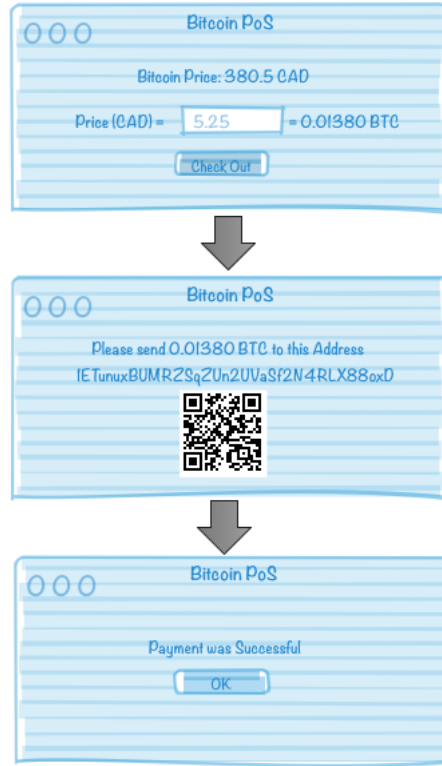 Bitcoin PoS
Bitcoin Price: 380.5 CAD
Price (CAD) = 5.25 = 0.01380 BTC
Check Out
Bitcoin PoS
Please send 0.01380 BTC to this Address
1ETunuxBUMRZSqZUn2UVaSf2N4RLX88oxD
Bitcoin PoS
Payment was Successful
OK